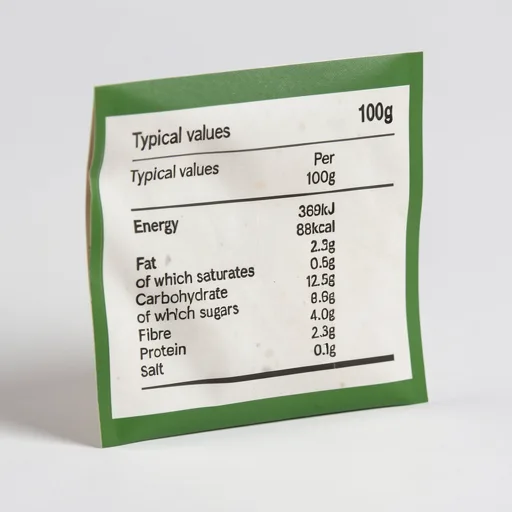 Typical values 100g
Typical values Per
100g
Energy 369kJ
88kcal
Fat 2.3g
of which saturates 0.6g
Carbohydrate 12.5g
of which sugars 8.6g
Fibre 4.0g
Protein 2.3g
Salt 0.1g